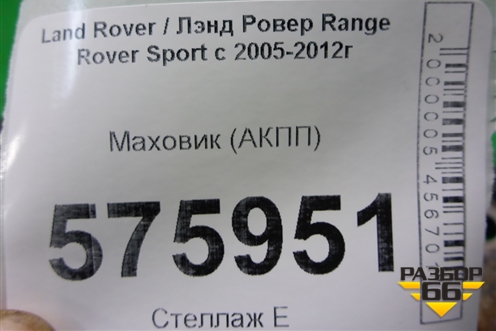 Land Rover / Лэнд Ровер Range
Rover Sport с 2005-2012г
Маховик (АКПП)
575951
Стеллаж Е
РАЗБОР
66